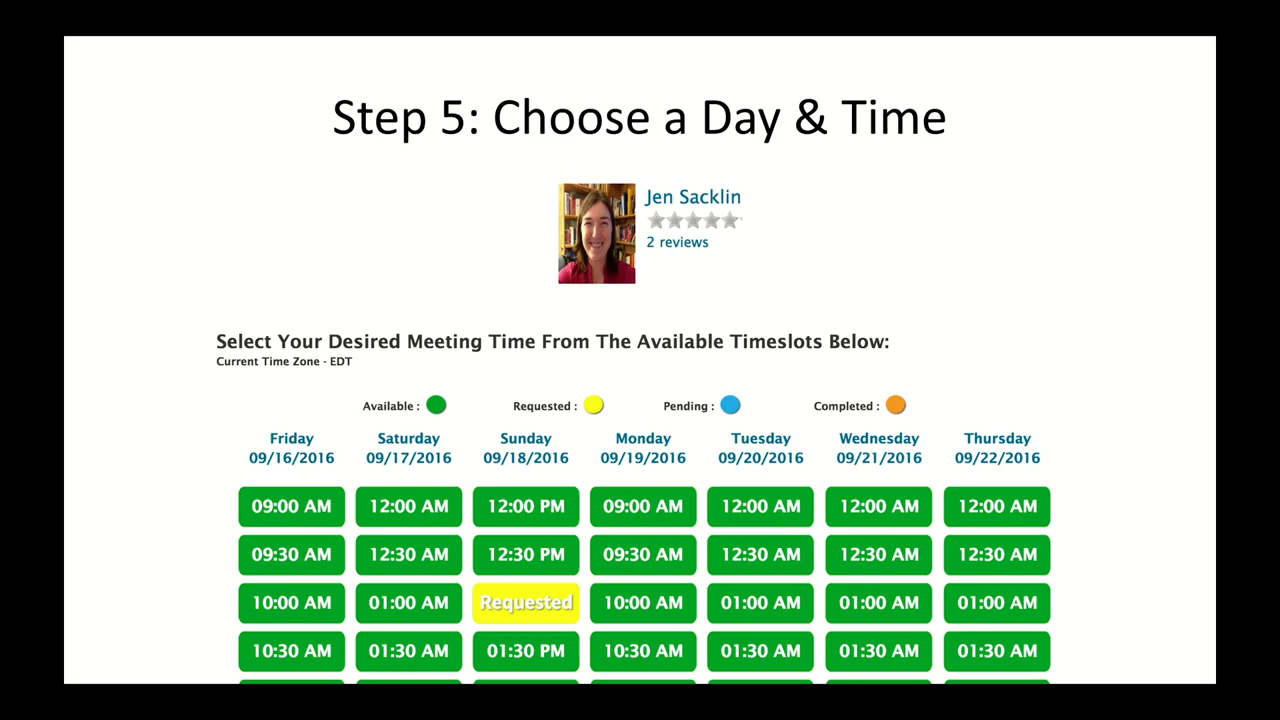 Step 5: Choose a Day & Time
Jen Sacklin
2 reviews
Select Your Desired Meeting Time From The Available Timeslots Below:
Current Time Zone - EDT
Available : Requested : Pending : Completed :
Friday Saturday Sunday Monday Tuesday Wednesday Thursday
09/16/2016 09/17/2016 09/18/2016 09/19/2016 09/20/2016 09/21/2016 09/22/2016
09:00 AM 12:00 AM 12:00 PM 09:00 AM 12:00 AM 12:00 AM 12:00 AM
09:30 AM 12:30 AM 12:30 PM 09:30 AM 12:30 AM 12:30 AM 12:30 AM
10:00 AM 01:00 AM Requested 10:00 AM 01:00 AM 01:00 AM 01:00 AM
10:30 AM 01:30 AM 01:30 PM 10:30 AM 01:30 AM 01:30 AM 01:30 AM